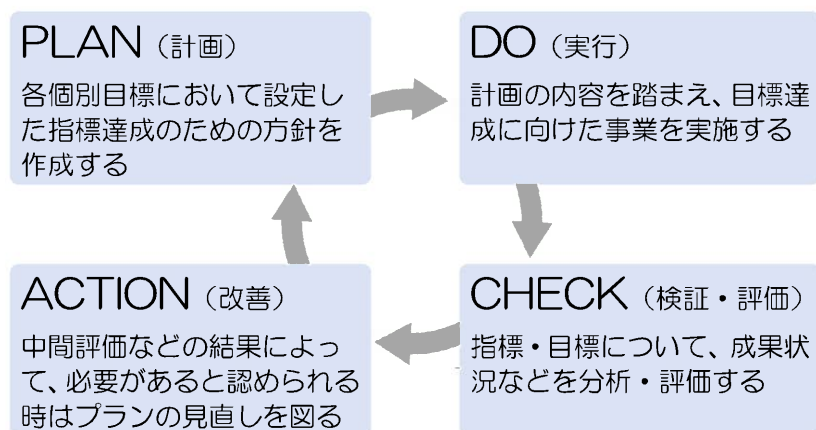 PLAN（計画）
各個別目標において設定し
た指標達成のための方針を
作成する
DO（実行）
計画の内容を踏まえ、目標達
成に向けた事業を実施する
ACTION（改善）
中間評価などの結果によっ
て、必要があると認められる
時はプランの見直しを図る
CHECK（検証・評価）
指標・目標について、成果状
況などを分析・評価する